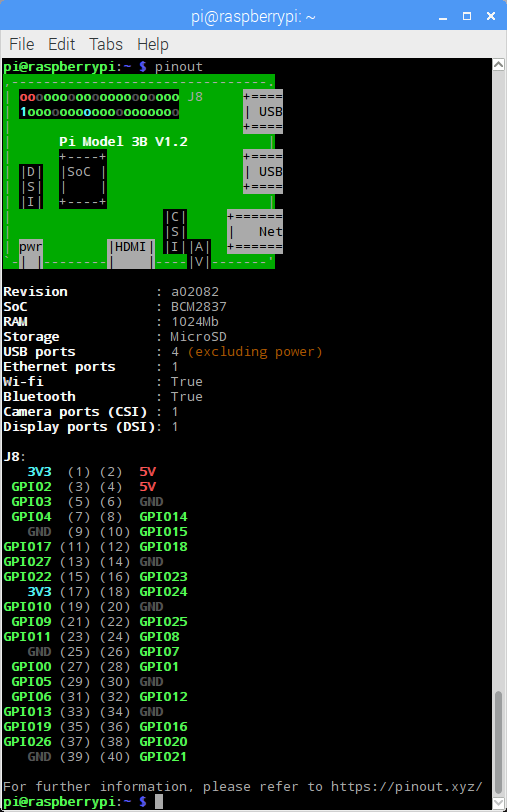 pi@raspberrypi: ~
File Edit Tabs Help
pi@raspberrypi:~ $ pinout
,--------------------------------.
| oooooooooooooooooooo J8     +====
| 1ooooooooooooooooooo        | USB
|                             +====
|      Pi Model 3B V1.2          |
|      +----+                 +====
| |D|  |SoC |                 | USB
| |S|  |    |                 +====
| |I|  +----+                    |
|                   |C|     +======
|                   |S|     |   Net
| pwr        |HDMI| |I||A|  +======
`-| |--------|    |----|V|-------'
Revision           : a02082
SoC                : BCM2837
RAM                : 1024Mb
Storage            : MicroSD
USB ports          : 4 (excluding power)
Ethernet ports     : 1
Wi-fi              : True
Bluetooth          : True
Camera ports (CSI) : 1
Display ports (DSI): 1
J8:
   3V3  (1) (2)  5V
 GPIO2  (3) (4)  5V
 GPIO3  (5) (6)  GND
 GPIO4  (7) (8)  GPIO14
   GND  (9) (10) GPIO15
GPIO17 (11) (12) GPIO18
GPIO27 (13) (14) GND
GPIO22 (15) (16) GPIO23
   3V3 (17) (18) GPIO24
GPIO10 (19) (20) GND
 GPIO9 (21) (22) GPIO25
GPIO11 (23) (24) GPIO8
   GND (25) (26) GPIO7
 GPIO0 (27) (28) GPIO1
 GPIO5 (29) (30) GND
 GPIO6 (31) (32) GPIO12
GPIO13 (33) (34) GND
GPIO19 (35) (36) GPIO16
GPIO26 (37) (38) GPIO20
   GND (39) (40) GPIO21
For further information, please refer to https://pinout.xyz/
pi@raspberrypi:~ $